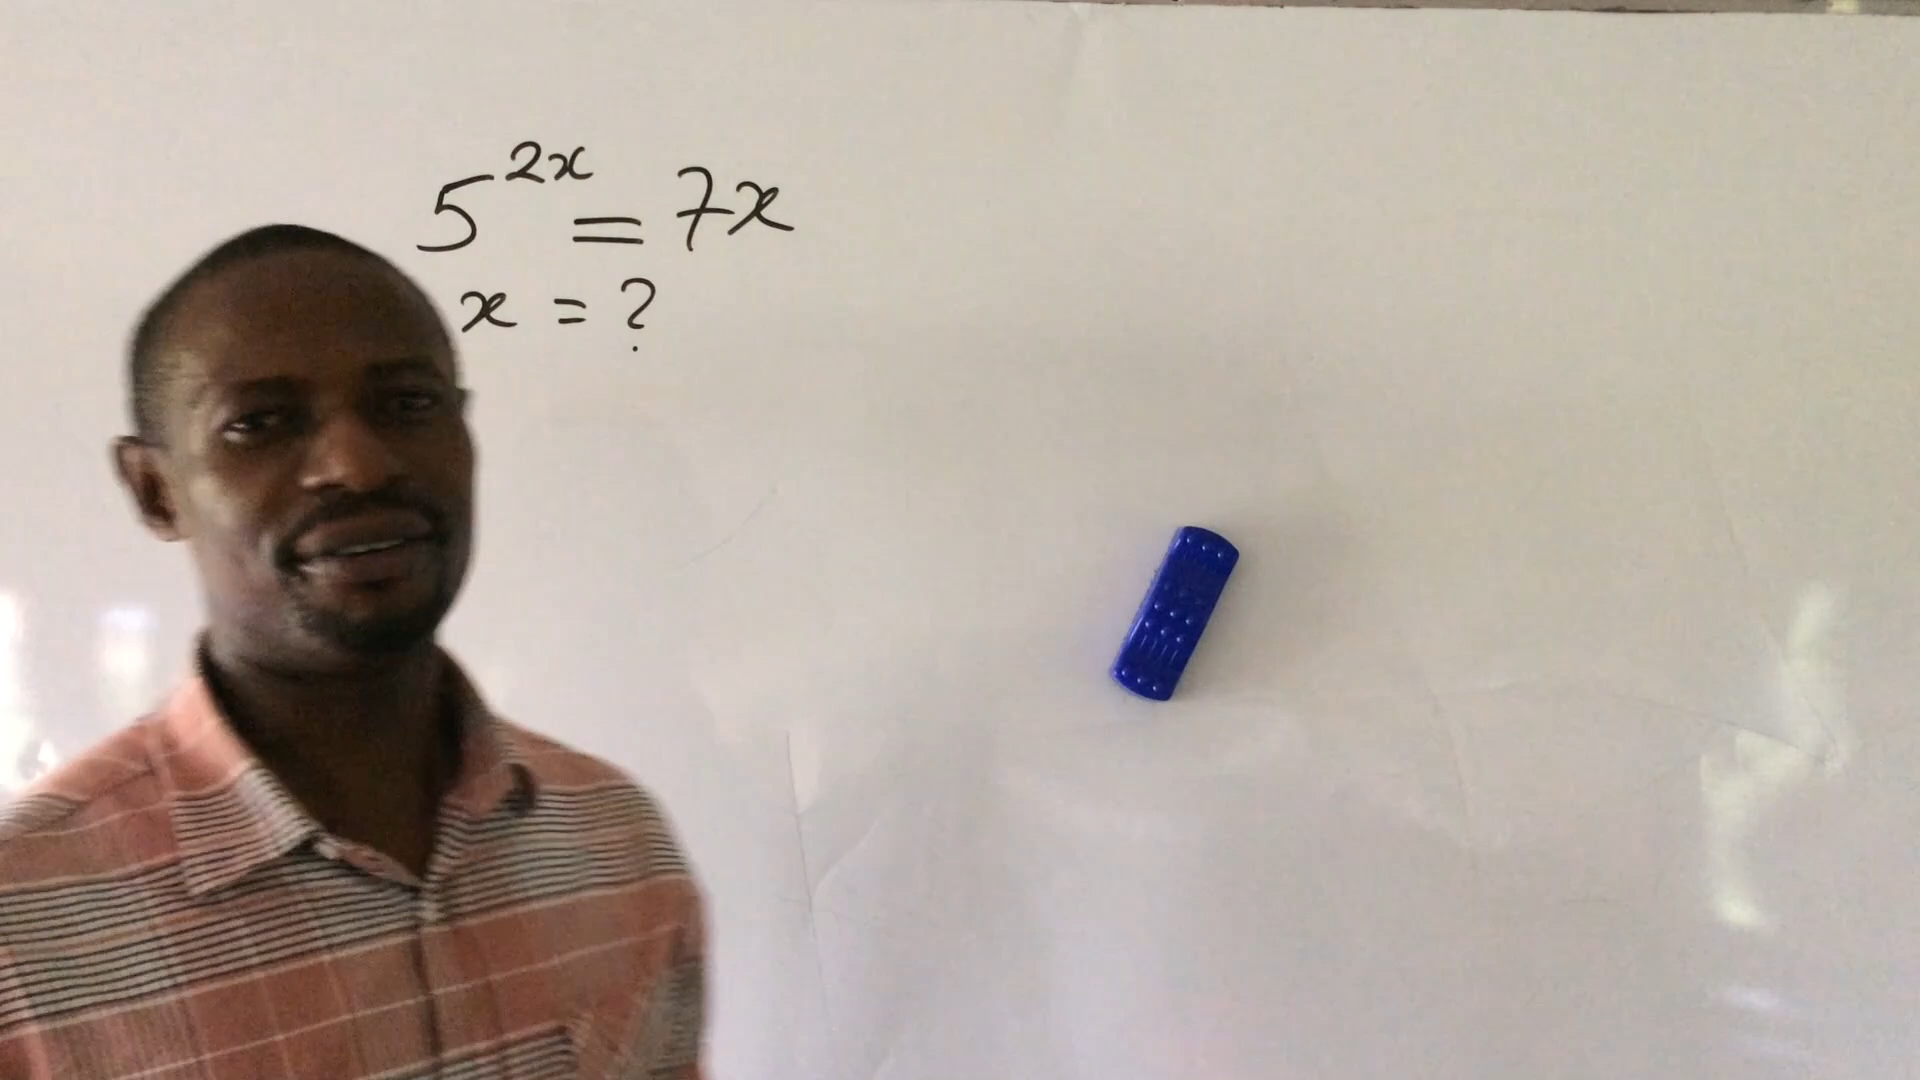 5^{2x} = 7x
x = ?